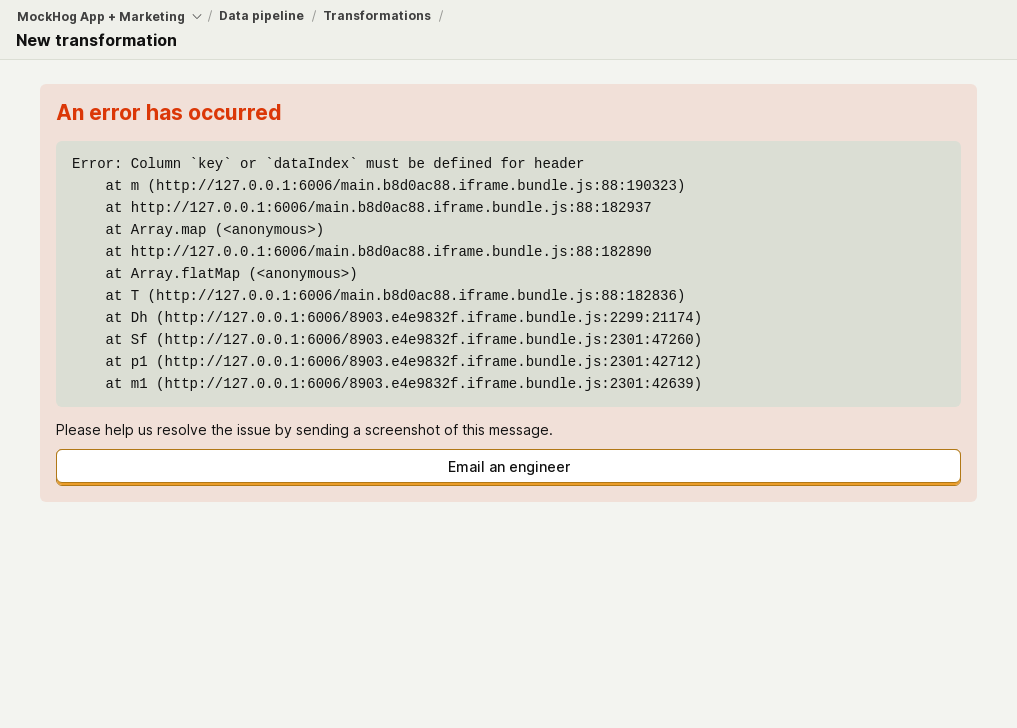 MockHog App + Marketing / Data pipeline / Transformations /
New transformation
An error has occurred
Error: Column `key` or `dataIndex` must be defined for header
    at m (http://127.0.0.1:6006/main.b8d0ac88.iframe.bundle.js:88:190323)
    at http://127.0.0.1:6006/main.b8d0ac88.iframe.bundle.js:88:182937
    at Array.map (<anonymous>)
    at http://127.0.0.1:6006/main.b8d0ac88.iframe.bundle.js:88:182890
    at Array.flatMap (<anonymous>)
    at T (http://127.0.0.1:6006/main.b8d0ac88.iframe.bundle.js:88:182836)
    at Dh (http://127.0.0.1:6006/8903.e4e9832f.iframe.bundle.js:2299:21174)
    at Sf (http://127.0.0.1:6006/8903.e4e9832f.iframe.bundle.js:2301:47260)
    at p1 (http://127.0.0.1:6006/8903.e4e9832f.iframe.bundle.js:2301:42712)
    at m1 (http://127.0.0.1:6006/8903.e4e9832f.iframe.bundle.js:2301:42639)
Please help us resolve the issue by sending a screenshot of this message.
Email an engineer